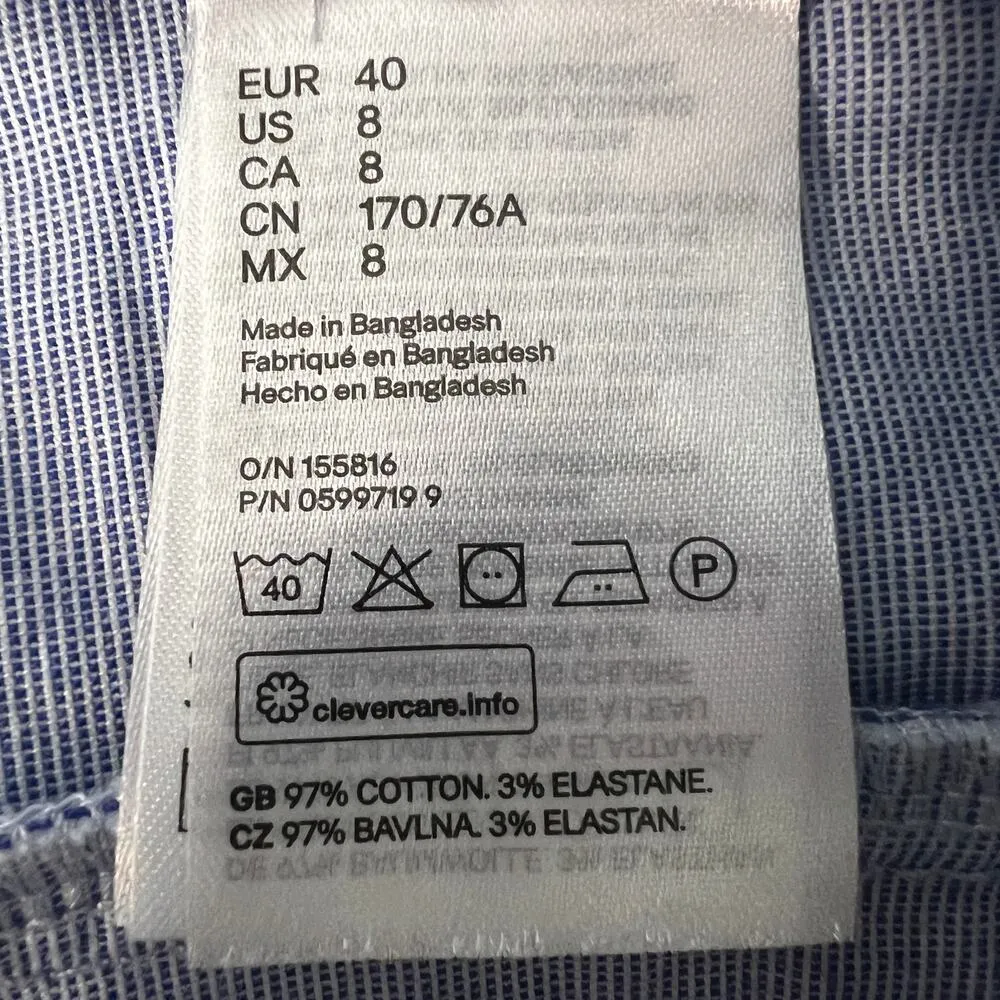 EUR 40
US 8
CA 8
CN 170/76A
MX 8
Made in Bangladesh
Fabriqué en Bangladesh
Hecho en Bangladesh
O/N 155816
P/N 0599719 9
40 P
clevercare.info
GB 97% COTTON. 3% ELASTANE.
CZ 97% BAVLNA. 3% ELASTAN.